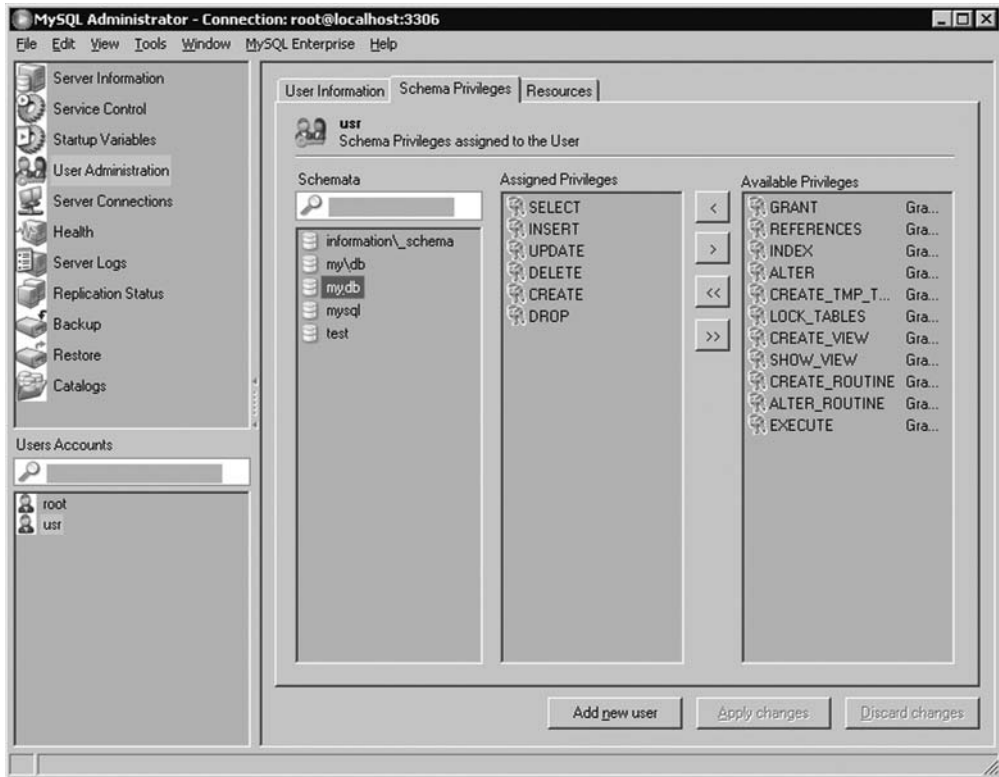 MySQL Administrator - Connection: root@localhost:3306
File Edit View Tools Window MySQL Enterprise Help
Server Information
Service Control
Startup Variables
User Administration
Server Connections
Health
Server Logs
Replication Status
Backup
Restore
Catalogs
Users Accounts
root
usr
User Information Schema Privileges Resources
usr
Schema Privileges assigned to the User
Schemata
information\_schema
my\db
my_db
mysql
test
Assigned Privileges
SELECT
INSERT
UPDATE
DELETE
CREATE
DROP
<
>
<<
>>
Available Privileges
GRANT Gra...
REFERENCES Gra...
INDEX Gra...
ALTER Gra...
CREATE_TMP_T... Gra...
LOCK_TABLES Gra...
CREATE_VIEW Gra...
SHOW_VIEW Gra...
CREATE_ROUTINE Gra...
ALTER_ROUTINE Gra...
EXECUTE Gra...
Add new user Apply changes Discard changes